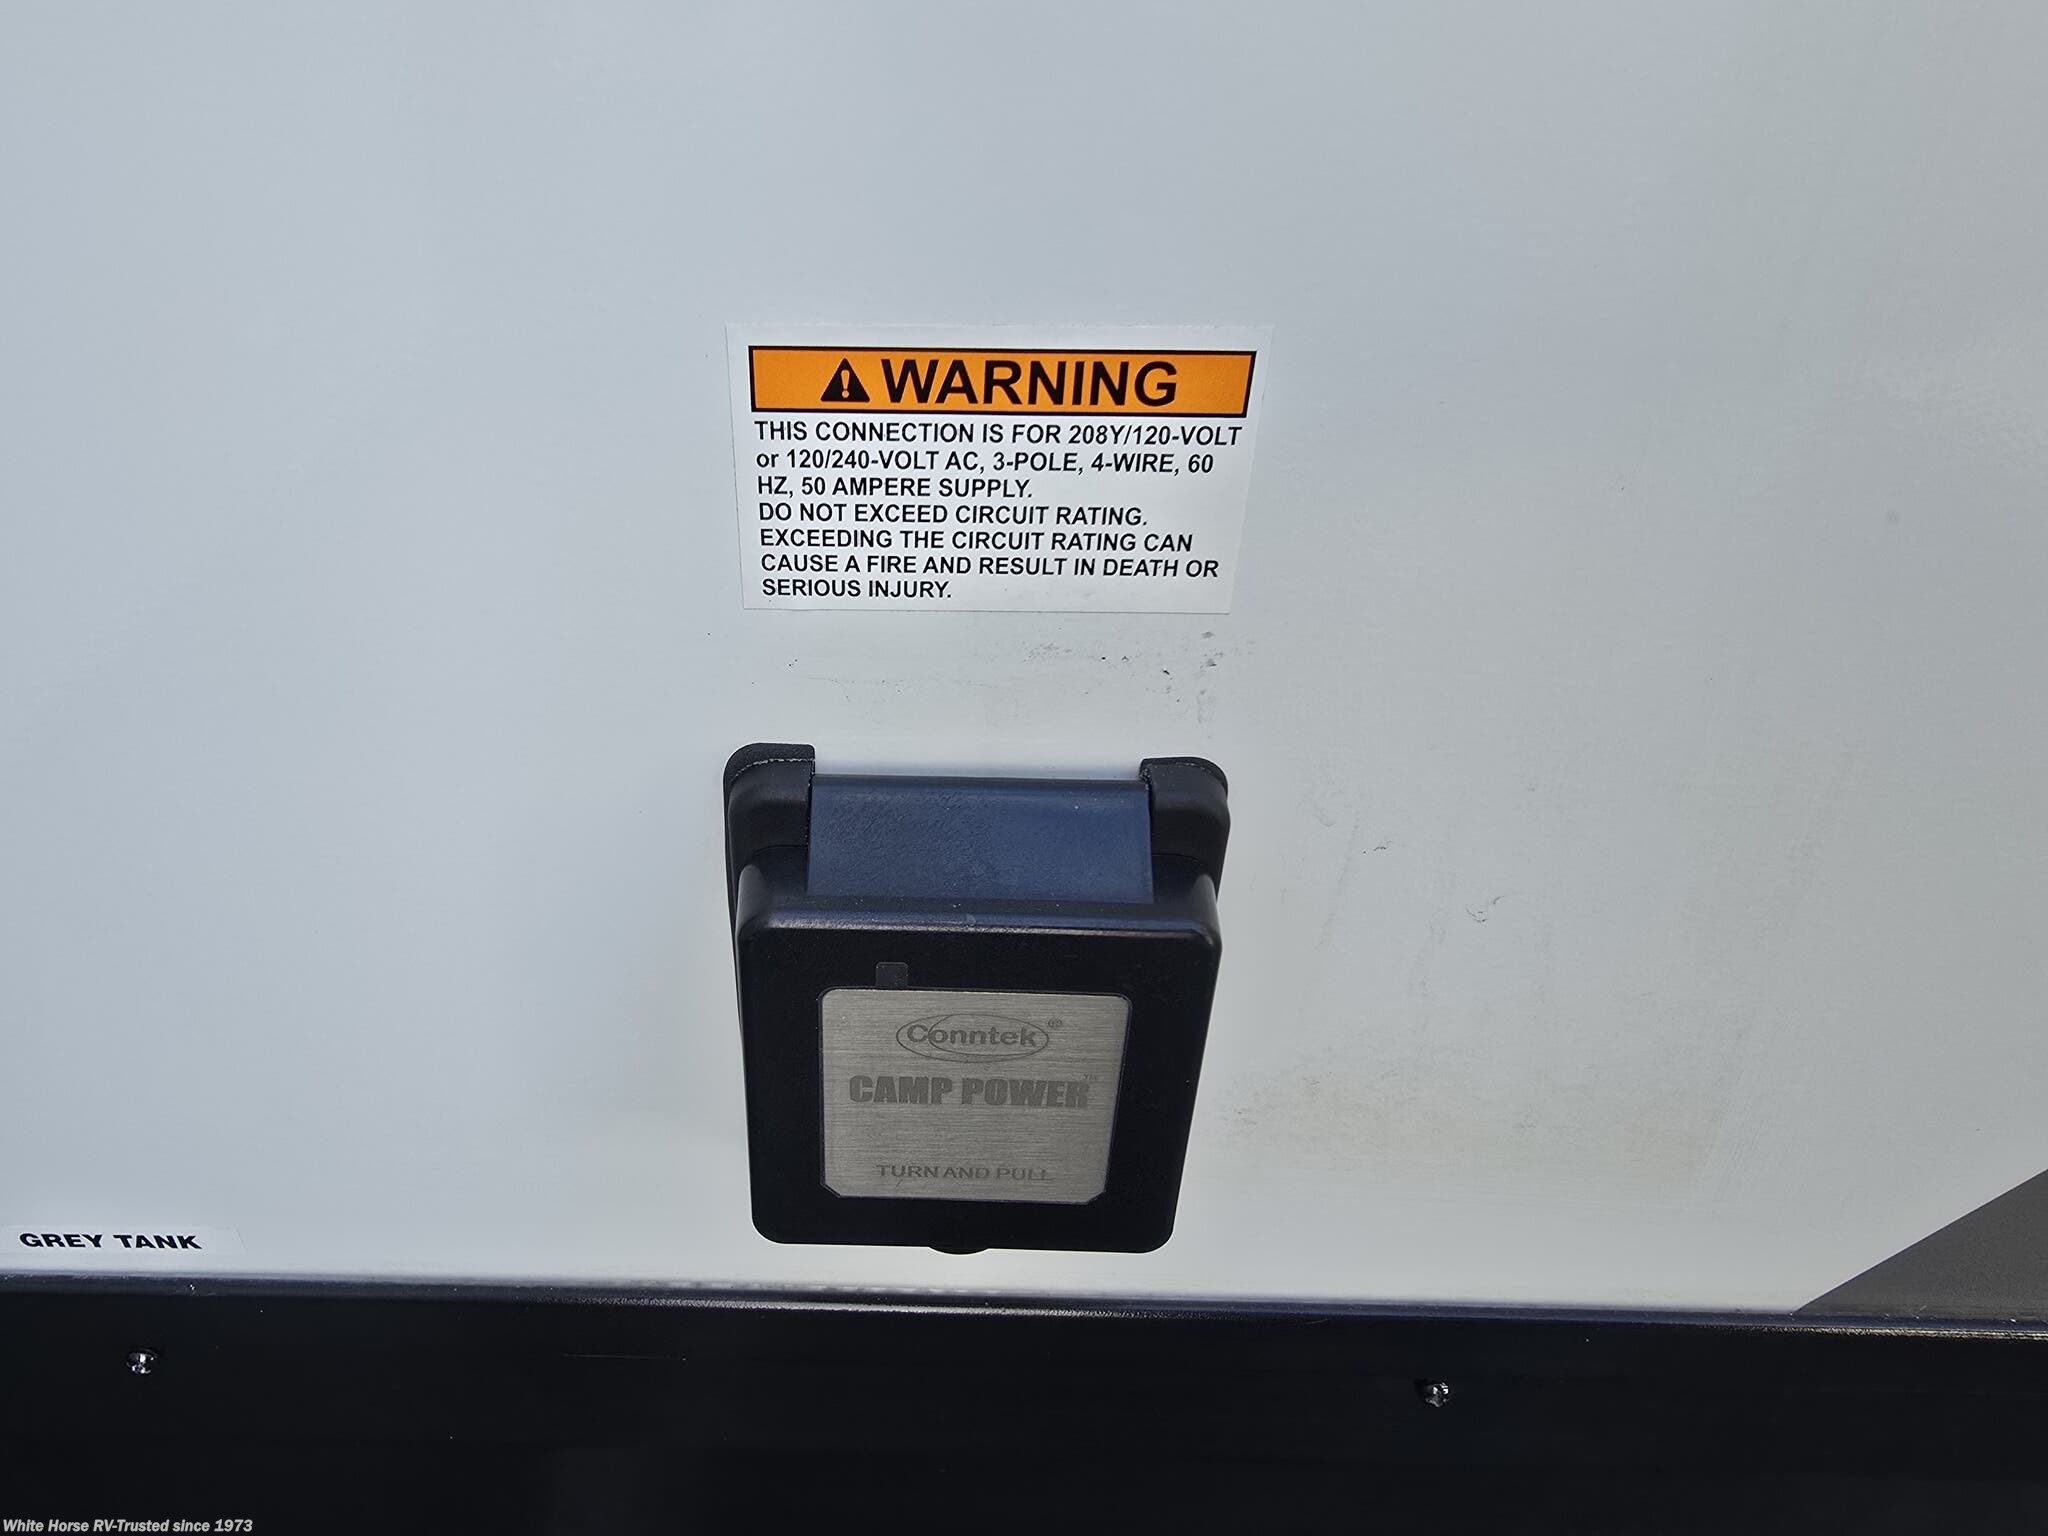 WARNING
THIS CONNECTION IS FOR 208Y/120-VOLT
or 120/240-VOLT AC, 3-POLE, 4-WIRE, 60
HZ, 50 AMPERE SUPPLY.
DO NOT EXCEED CIRCUIT RATING.
EXCEEDING THE CIRCUIT RATING CAN
CAUSE A FIRE AND RESULT IN DEATH OR
SERIOUS INJURY.
Conntek®
CAMP POWER™
TURN AND PULL
GREY TANK
White Horse RV-Trusted since 1973